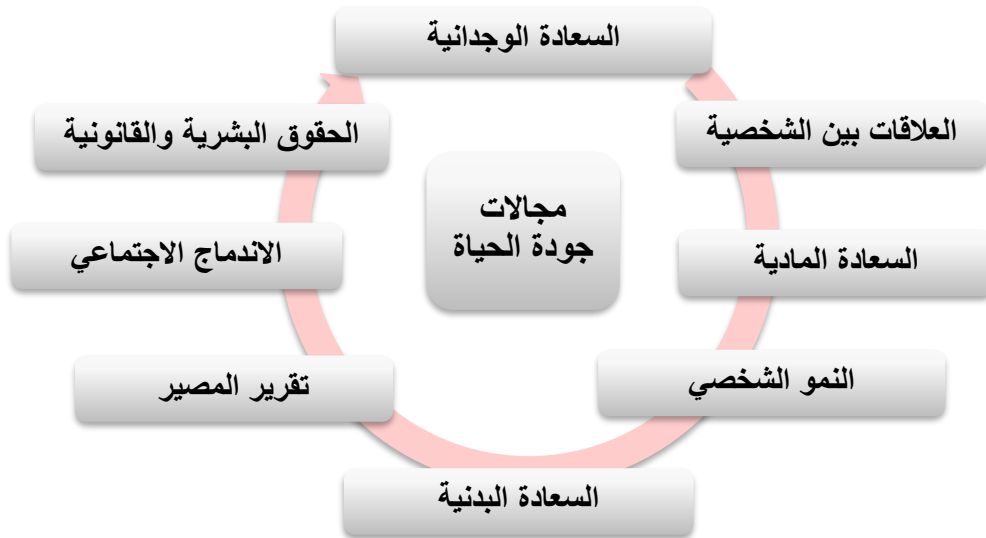 السعادة الوجدانية
العلاقات بين الشخصية
السعادة المادية
النمو الشخصي
السعادة البدنية
تقرير المصير
الاندماج الاجتماعي
الحقوق البشرية والقانونية
مجالات
جودة الحياة